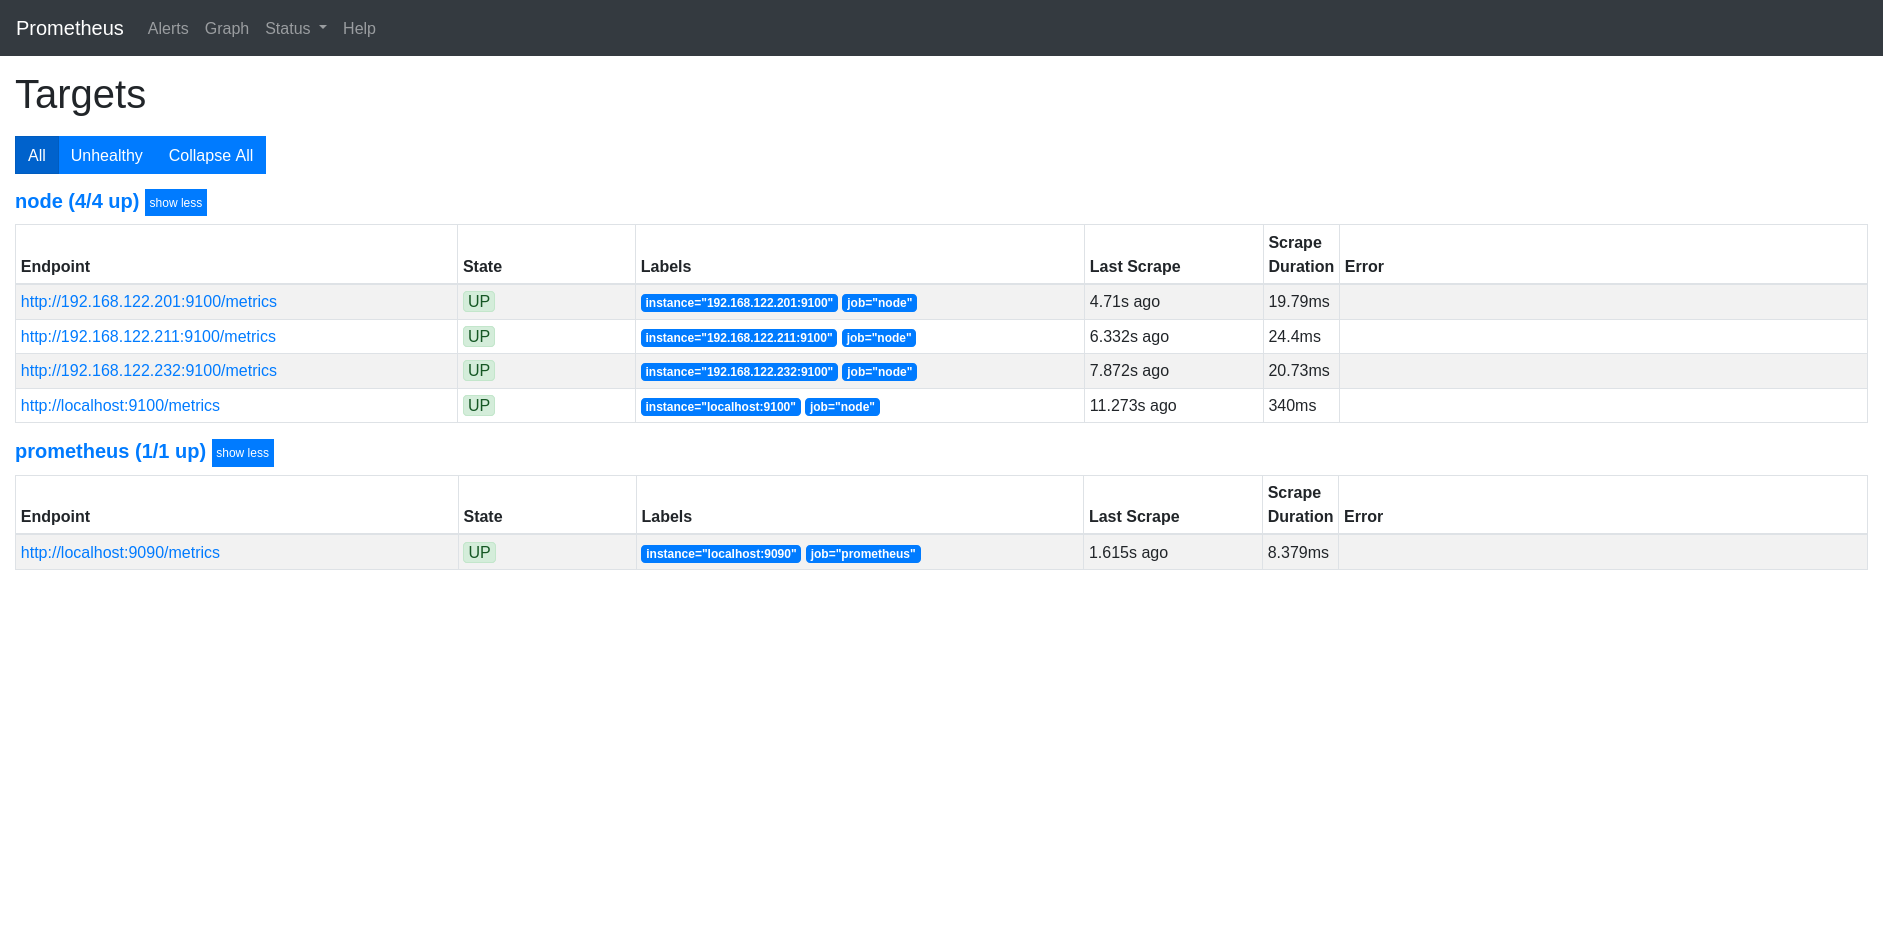 Prometheus Alerts Graph Status Help
Targets
All Unhealthy Collapse All
node (4/4 up) show less
Endpoint State Labels Last Scrape Scrape Duration Error
http://192.168.122.201:9100/metrics UP instance="192.168.122.201:9100" job="node" 4.71s ago 19.79ms
http://192.168.122.211:9100/metrics UP instance="192.168.122.211:9100" job="node" 6.332s ago 24.4ms
http://192.168.122.232:9100/metrics UP instance="192.168.122.232:9100" job="node" 7.872s ago 20.73ms
http://localhost:9100/metrics UP instance="localhost:9100" job="node" 11.273s ago 340ms
prometheus (1/1 up) show less
Endpoint State Labels Last Scrape Scrape Duration Error
http://localhost:9090/metrics UP instance="localhost:9090" job="prometheus" 1.615s ago 8.379ms